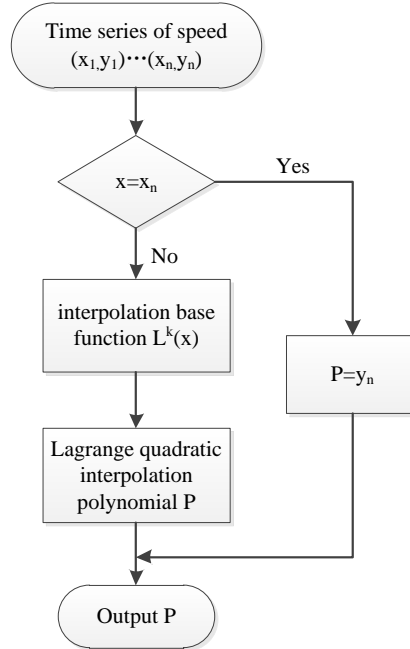 Time series of speed
(x₁,y₁)···(xₙ,yₙ)
x=xₙ
Yes
No
interpolation base
function Lᵏ(x)
P=yₙ
Lagrange quadratic
interpolation
polynomial P
Output P